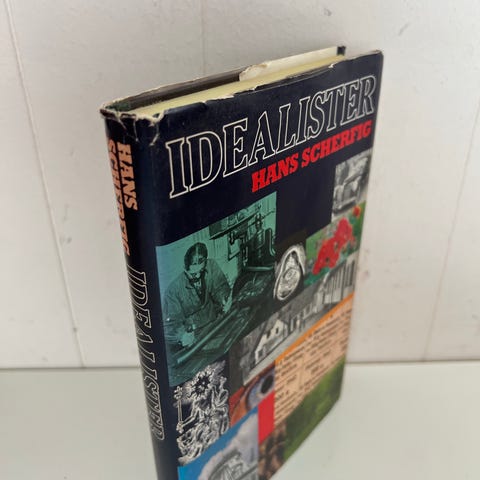 IDEALISTER
HANS SCHERFIG
HANS
SCHERFIG
IDEALISTER